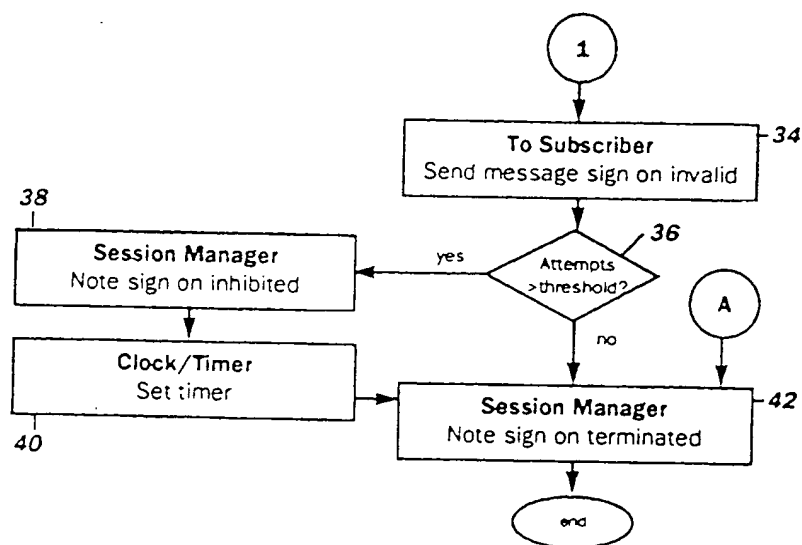 1
34
To Subscriber
Send message sign on invalid
38
36
Session Manager
Note sign on inhibited
yes
Attempts
>threshold?
A
no
Clock/Timer
Set timer
40
42
Session Manager
Note sign on terminated
end